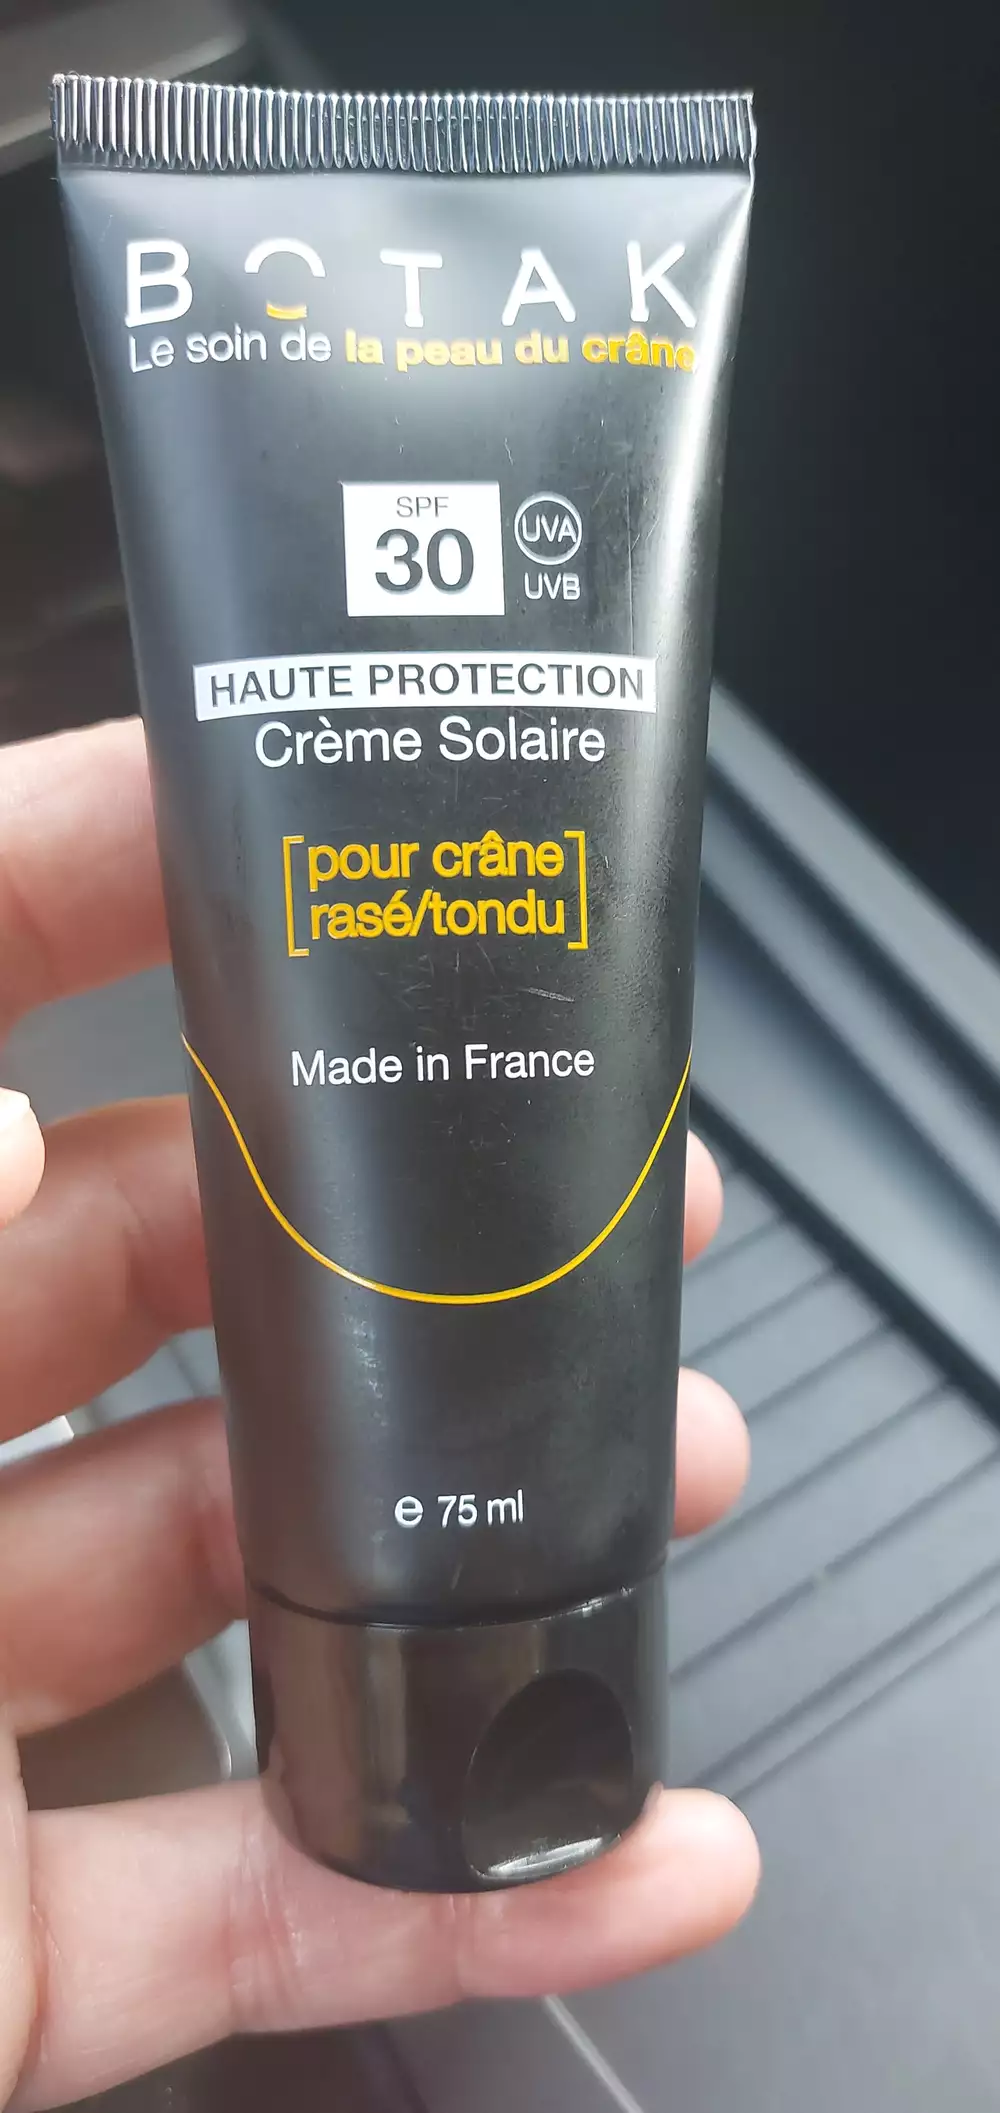 BOTAK
Le soin de la peau du crâne
SPF
30
UVA
UVB
HAUTE PROTECTION
Crème Solaire
[pour crâne
rasé/tondu]
Made in France
e 75 ml